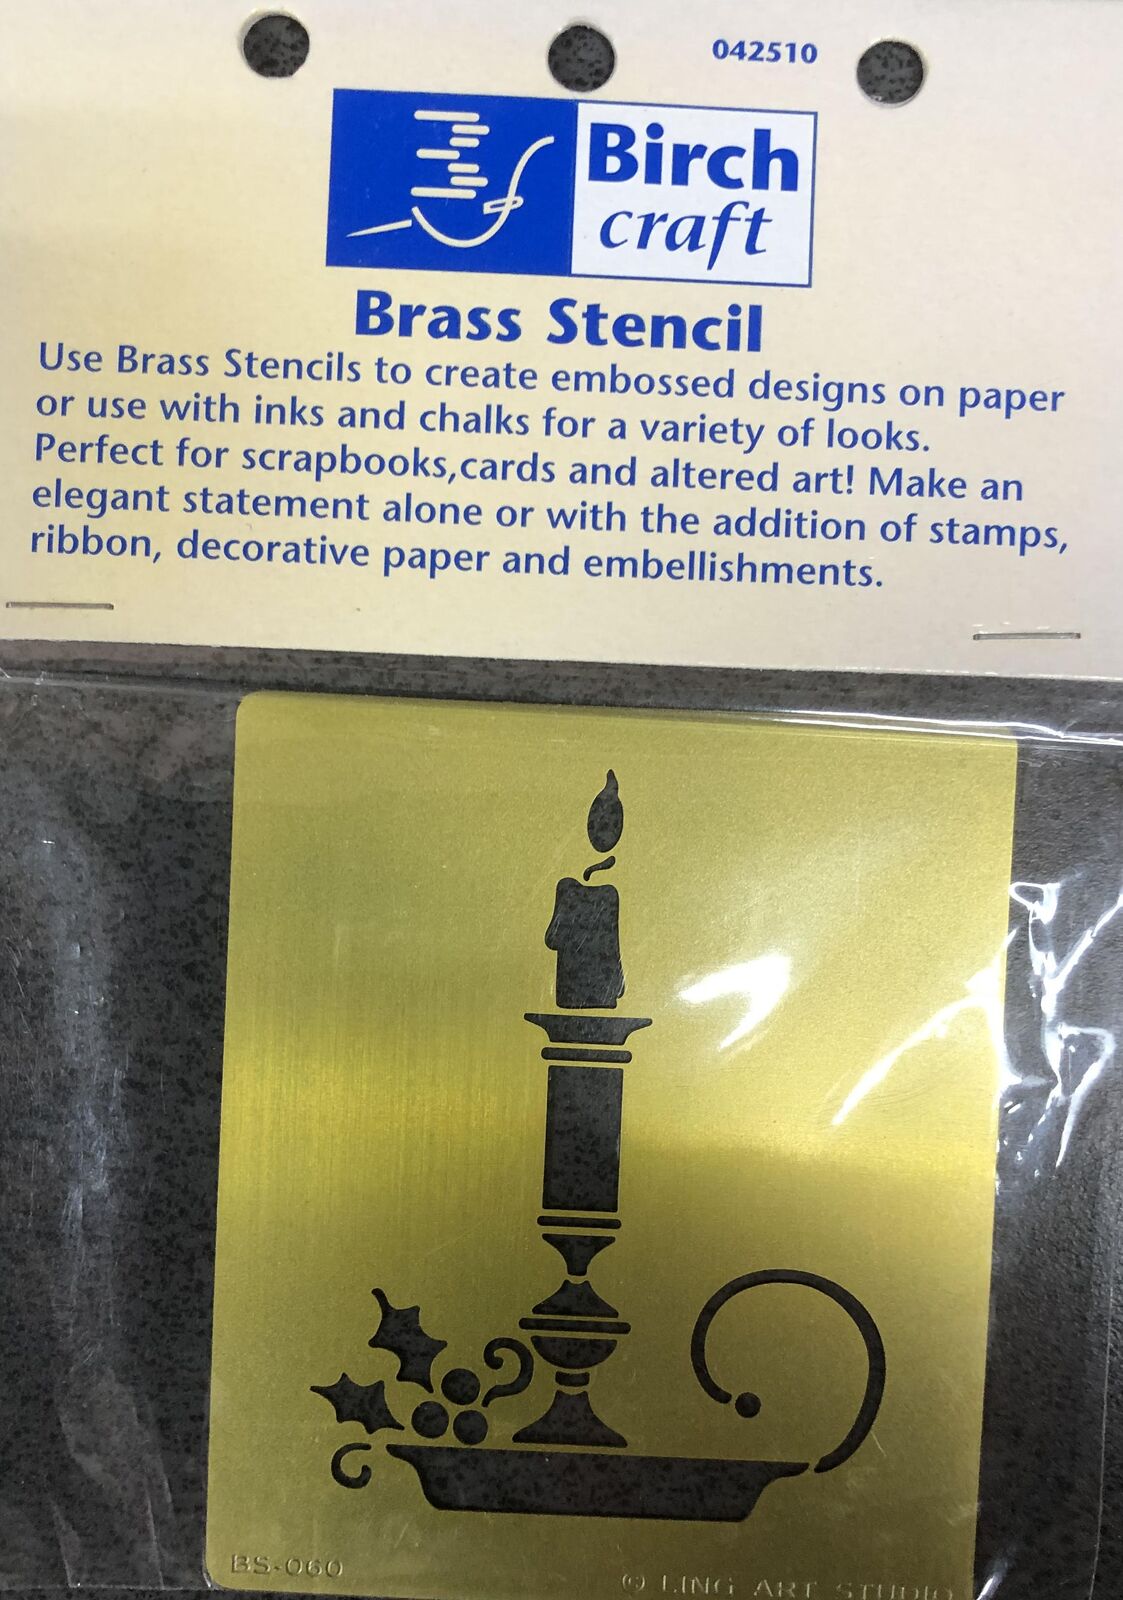 042510
Birch
craft
Brass Stencil
Use Brass Stencils to create embossed designs on paper
or use with inks and chalks for a variety of looks.
Perfect for scrapbooks,cards and altered art! Make an
elegant statement alone or with the addition of stamps,
ribbon, decorative paper and embellishments.
BS-060
© LING ART STUDIO